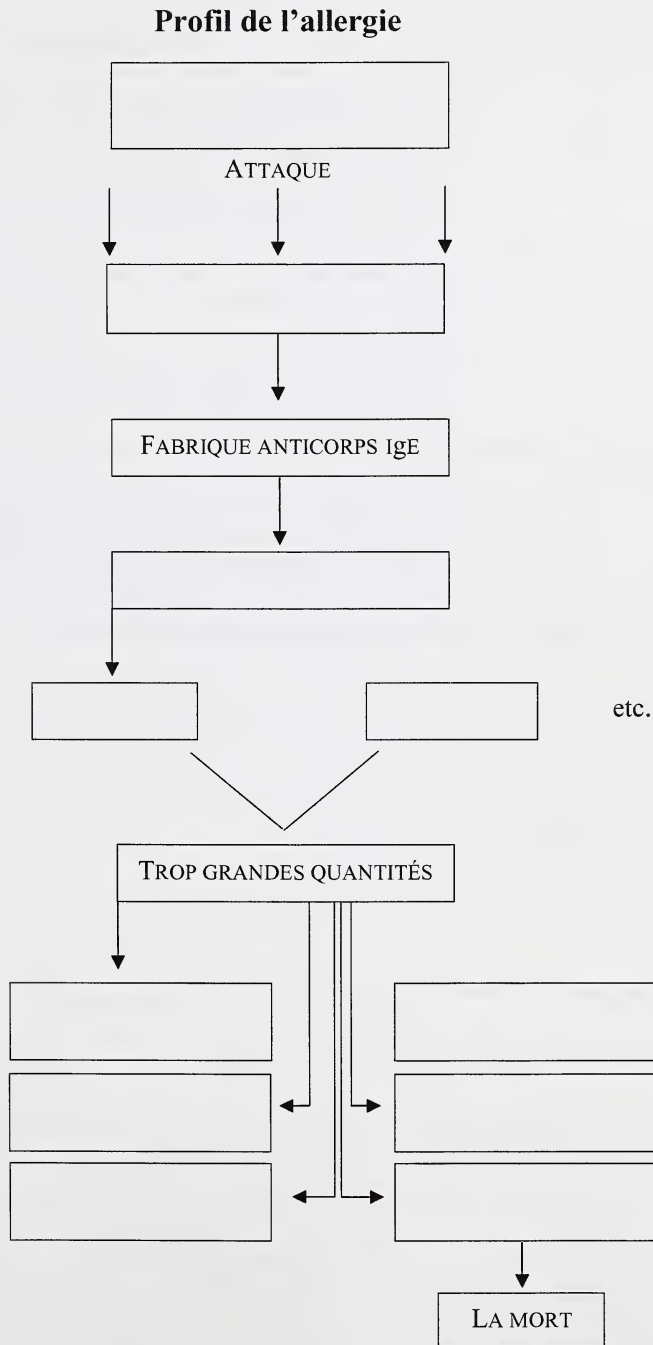 Profil de l'allergie
ATTAQUE
FABRIQUE ANTICORPS IgE
etc.
TROP GRANDES QUANTITÉS
LA MORT